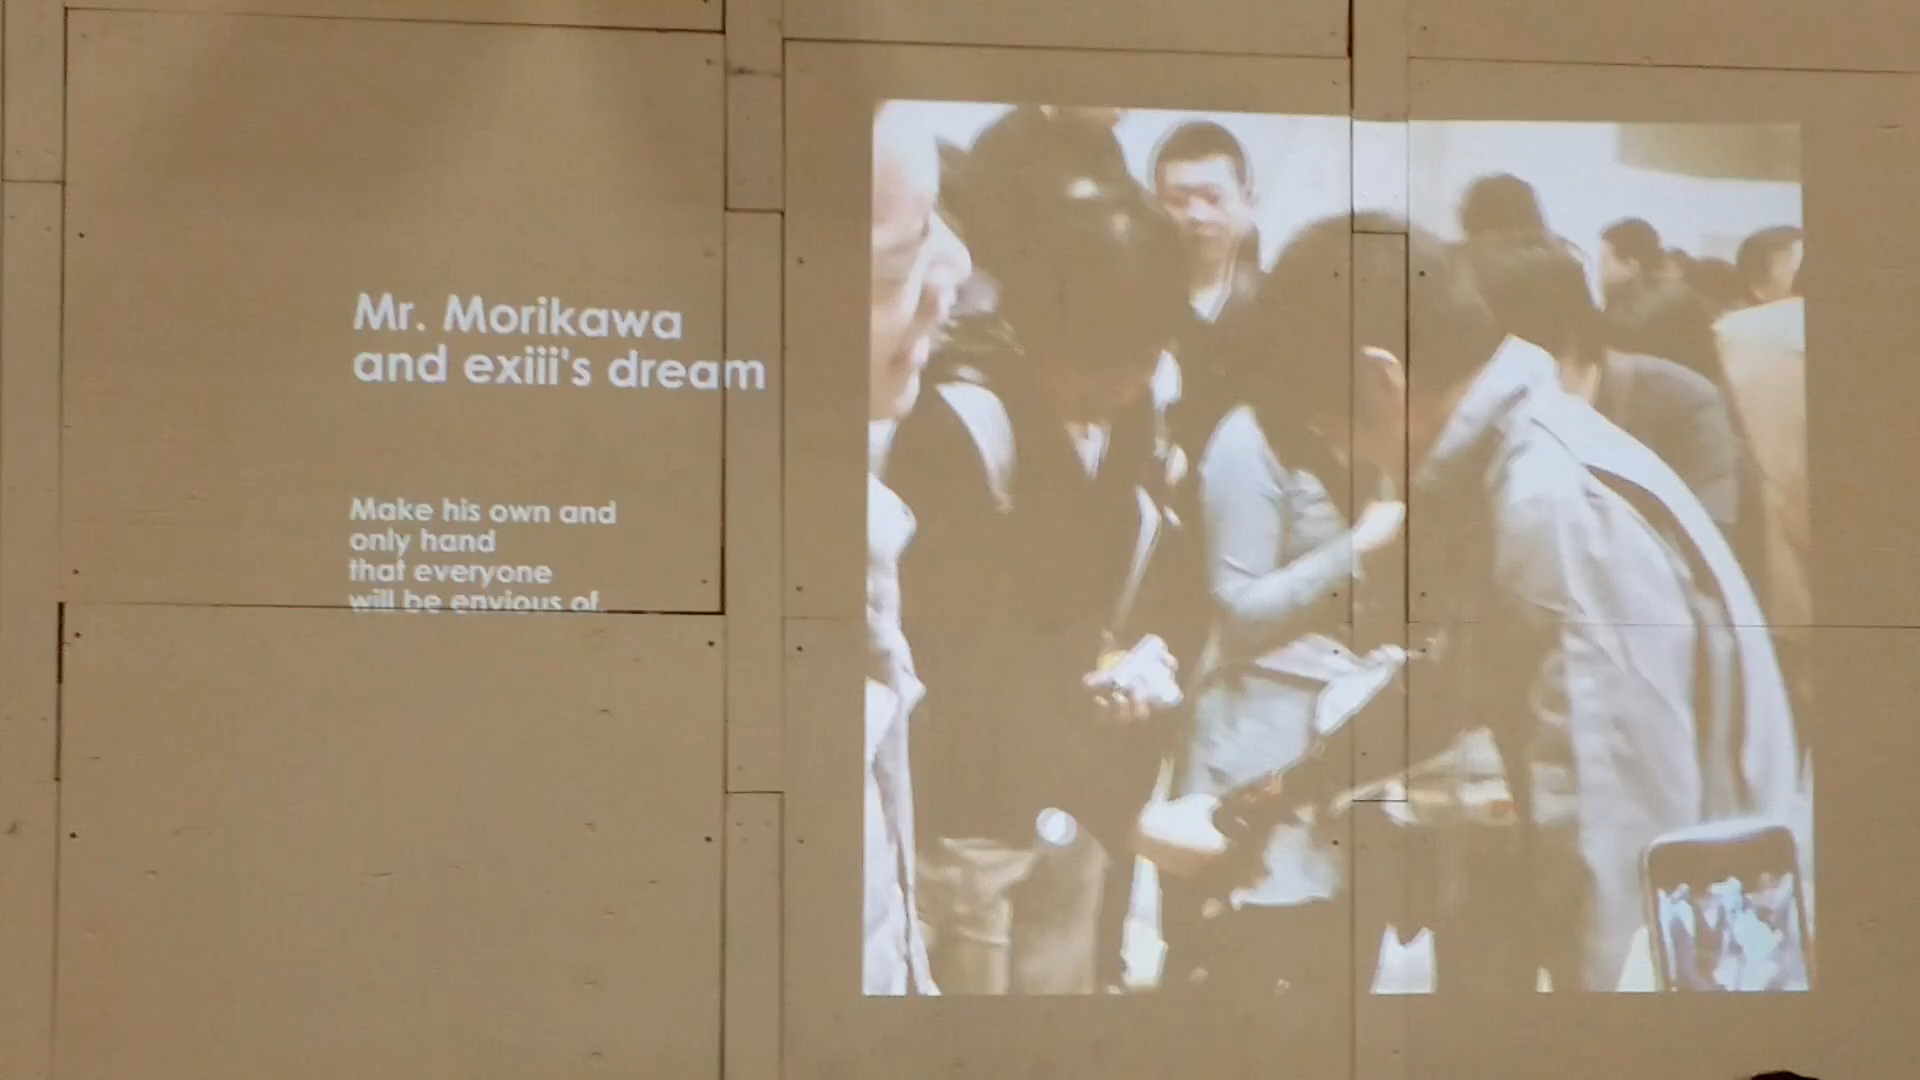 Mr. Morikawa
and exiii's dream
Make his own and
only hand
that everyone
will be envious of